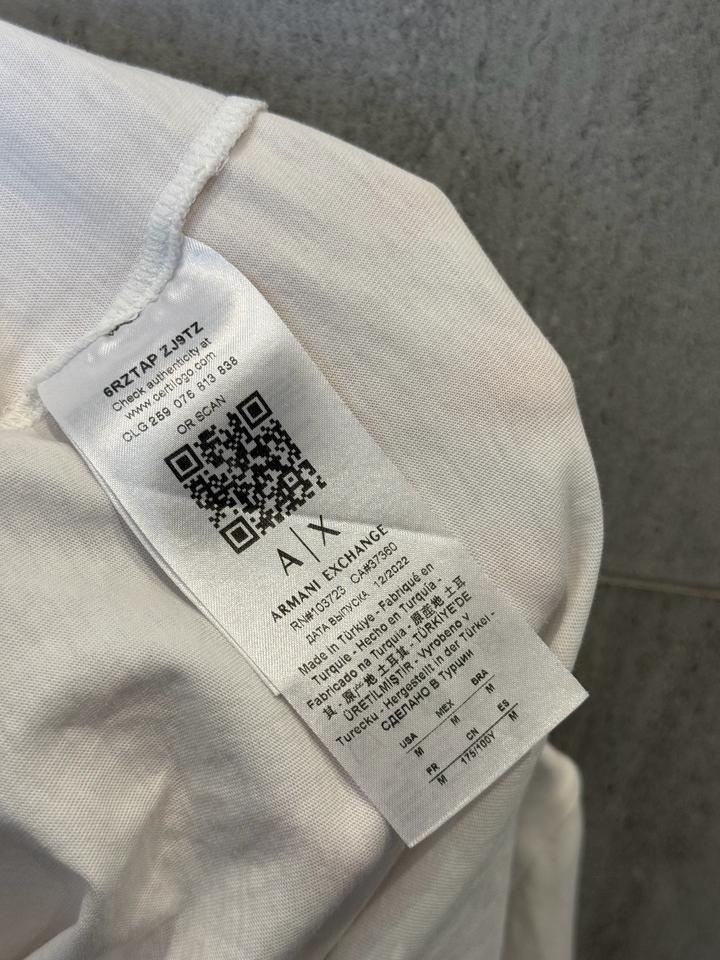 6RZTAP ZJ9TZ
Check authenticity at
www.certilogo.com
CLG 259 076 813 838
OR SCAN
A|X
ARMANI EXCHANGE
RN#103723 CA#37360
ДАТА ВЫПУСКА 12/2022
Made in Türkiye - Fabriqué en
Turquie - Hecho en Turquia -
Fabricado na Turquia - 原産地 土耳
其 - 原产地 土耳其 - TÜRKİYE'DE
ÜRETİLMİŞTİR - Vyrobeno v
Turecku - Hergestellt in der Türkei -
СДЕЛАНО В Турции
USA MEX BRA
M M M
FR CN ES
M 175/100Y M